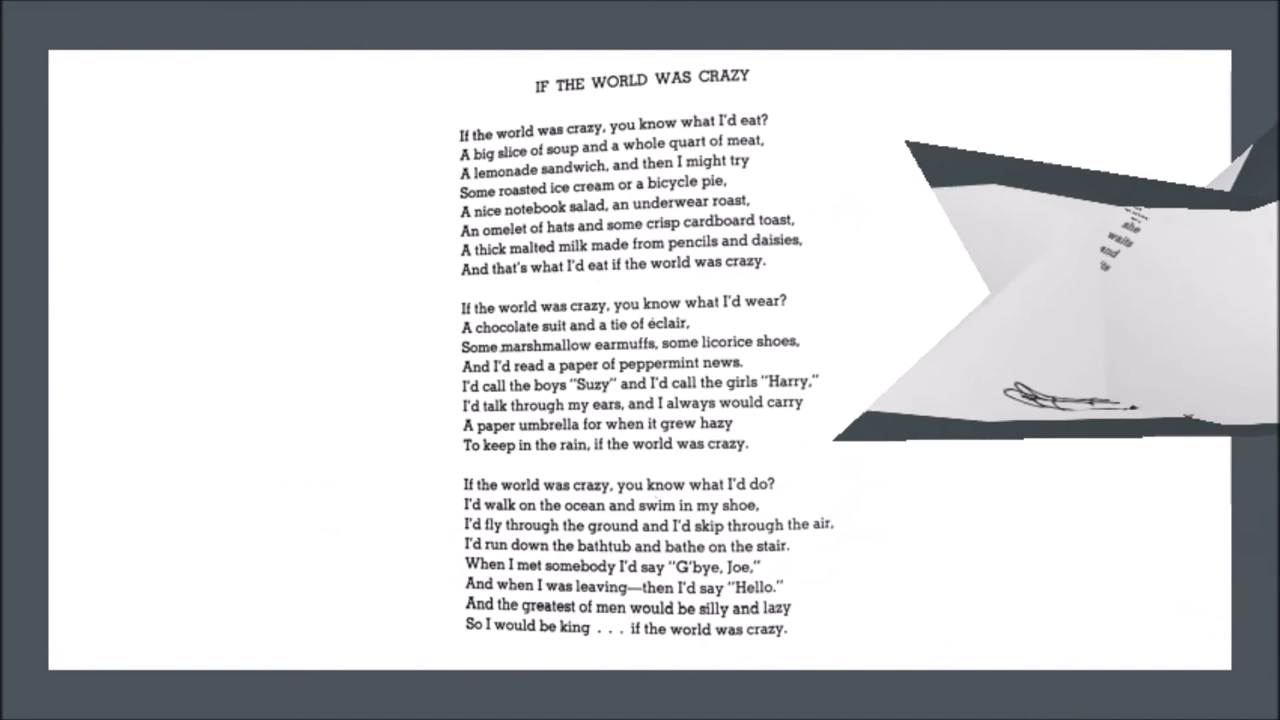 IF THE WORLD WAS CRAZY
If the world was crazy, you know what I'd eat?
A big slice of soup and a whole quart of meat,
A lemonade sandwich, and then I might try
Some roasted ice cream or a bicycle pie,
A nice notebook salad, an underwear roast,
An omelet of hats and some crisp cardboard toast,
A thick malted milk made from pencils and daisies,
And that's what I'd eat if the world was crazy.
If the world was crazy, you know what I'd wear?
A chocolate suit and a tie of éclair,
Some marshmallow earmuffs, some licorice shoes,
And I'd read a paper of peppermint news.
I'd call the boys "Suzy" and I'd call the girls "Harry,"
I'd talk through my ears, and I always would carry
A paper umbrella for when it grew hazy
To keep in the rain, if the world was crazy.
If the world was crazy, you know what I'd do?
I'd walk on the ocean and swim in my shoe,
I'd fly through the ground and I'd skip through the air,
I'd run down the bathtub and bathe on the stair.
When I met somebody I'd say "G'bye, Joe,"
And when I was leaving—then I'd say "Hello."
And the greatest of men would be silly and lazy
So I would be king . . . if the world was crazy.
she
waits
and